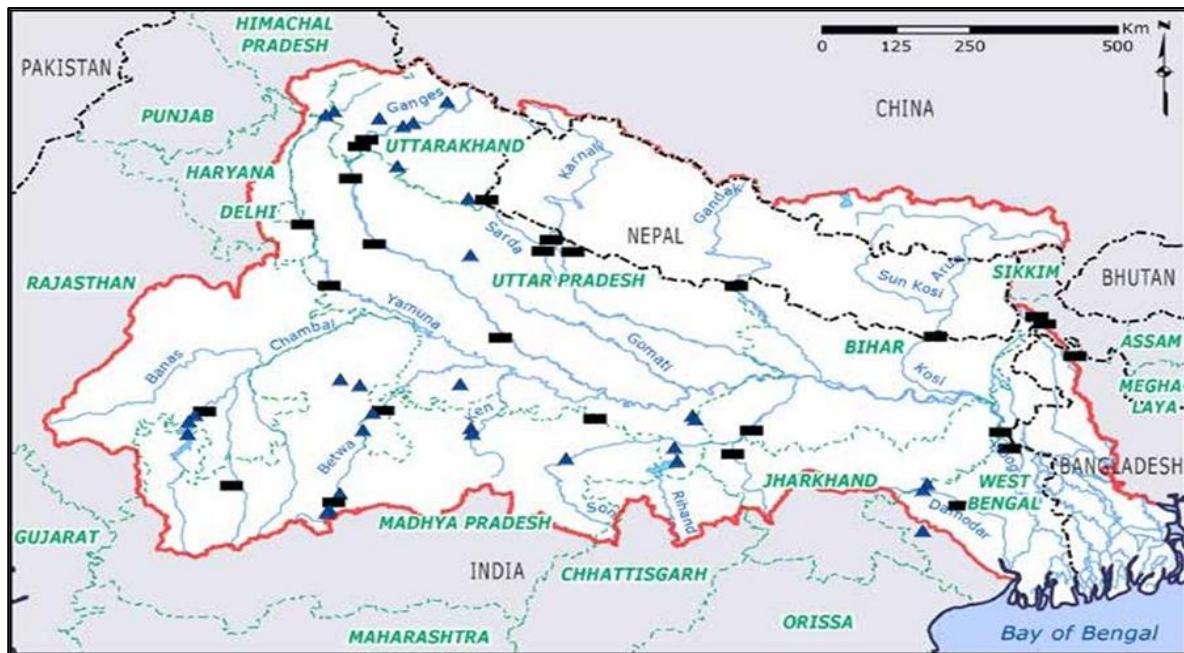 HIMACHAL
PRADESH
Km
0 125 250 500
N
PAKISTAN
CHINA
PUNJAB
Ganges
UTTARAKHAND
HARYANA
Karnali
DELHI
Gandak
NEPAL
Sarda
Arun
Sun Kosi
SIKKIM
BHUTAN
RAJASTHAN
UTTAR PRADESH
Yamuna
Chambal
Gomati
BIHAR
ASSAM
Banas
Kosi
MEGHA-
LAYA
Ken
Betwa
BANGLADESH
JHARKHAND
WEST
BENGAL
Son
Rihand
Damodar
MADHYA PRADESH
GUJARAT
INDIA
CHHATTISGARH
ORISSA
MAHARASHTRA
Bay of Bengal